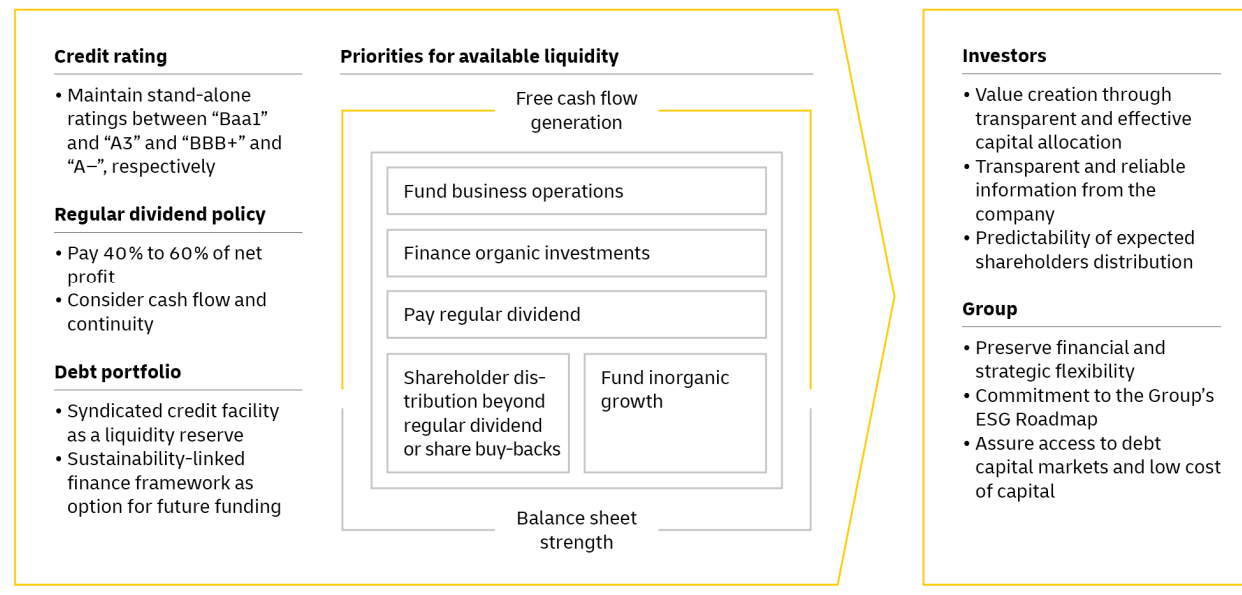 Credit rating
• Maintain stand-alone
ratings between “Baa1”
and “A3” and “BBB+” and
“A–”, respectively
Regular dividend policy
• Pay 40% to 60% of net
profit
• Consider cash flow and
continuity
Debt portfolio
• Syndicated credit facility
as a liquidity reserve
• Sustainability-linked
finance framework as
option for future funding
Priorities for available liquidity
Free cash flow
generation
Fund business operations
Finance organic investments
Pay regular dividend
Shareholder dis-
tribution beyond
regular dividend
or share buy-backs
Fund inorganic
growth
Balance sheet
strength
Investors
• Value creation through
transparent and effective
capital allocation
• Transparent and reliable
information from the
company
• Predictability of expected
shareholders distribution
Group
• Preserve financial and
strategic flexibility
• Commitment to the Group’s
ESG Roadmap
• Assure access to debt
capital markets and low cost
of capital